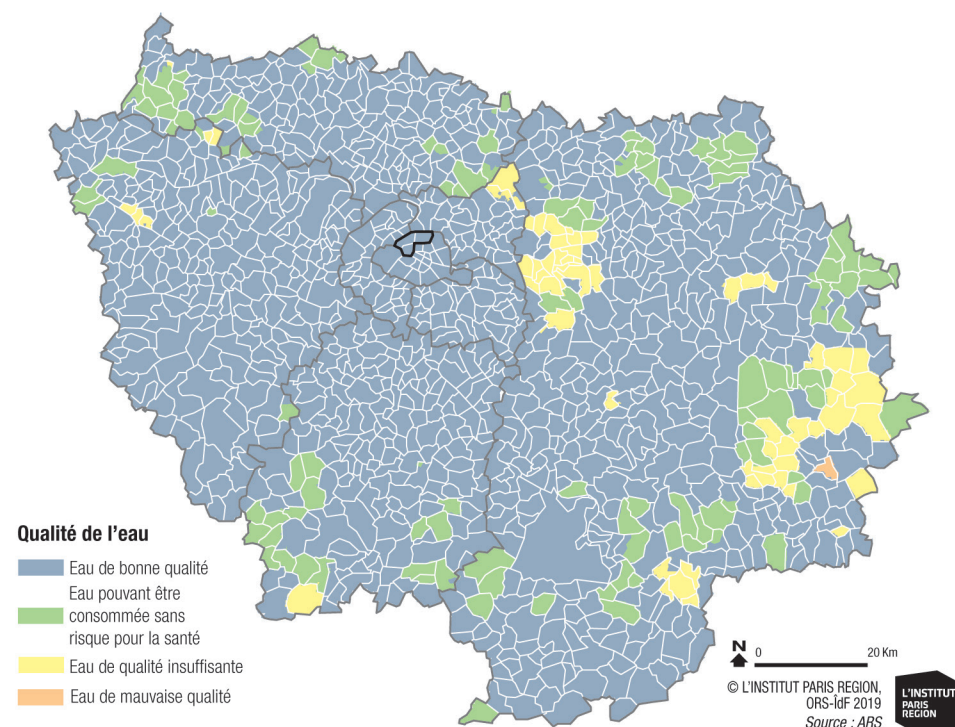 Qualité de l'eau
Eau de bonne qualité
Eau pouvant être
consommée sans
risque pour la santé
Eau de qualité insuffisante
Eau de mauvaise qualité
N
0 20 Km
© L'INSTITUT PARIS REGION,
ORS-ÎdF 2019
Source : ARS
L'INSTITUT
PARIS
REGION